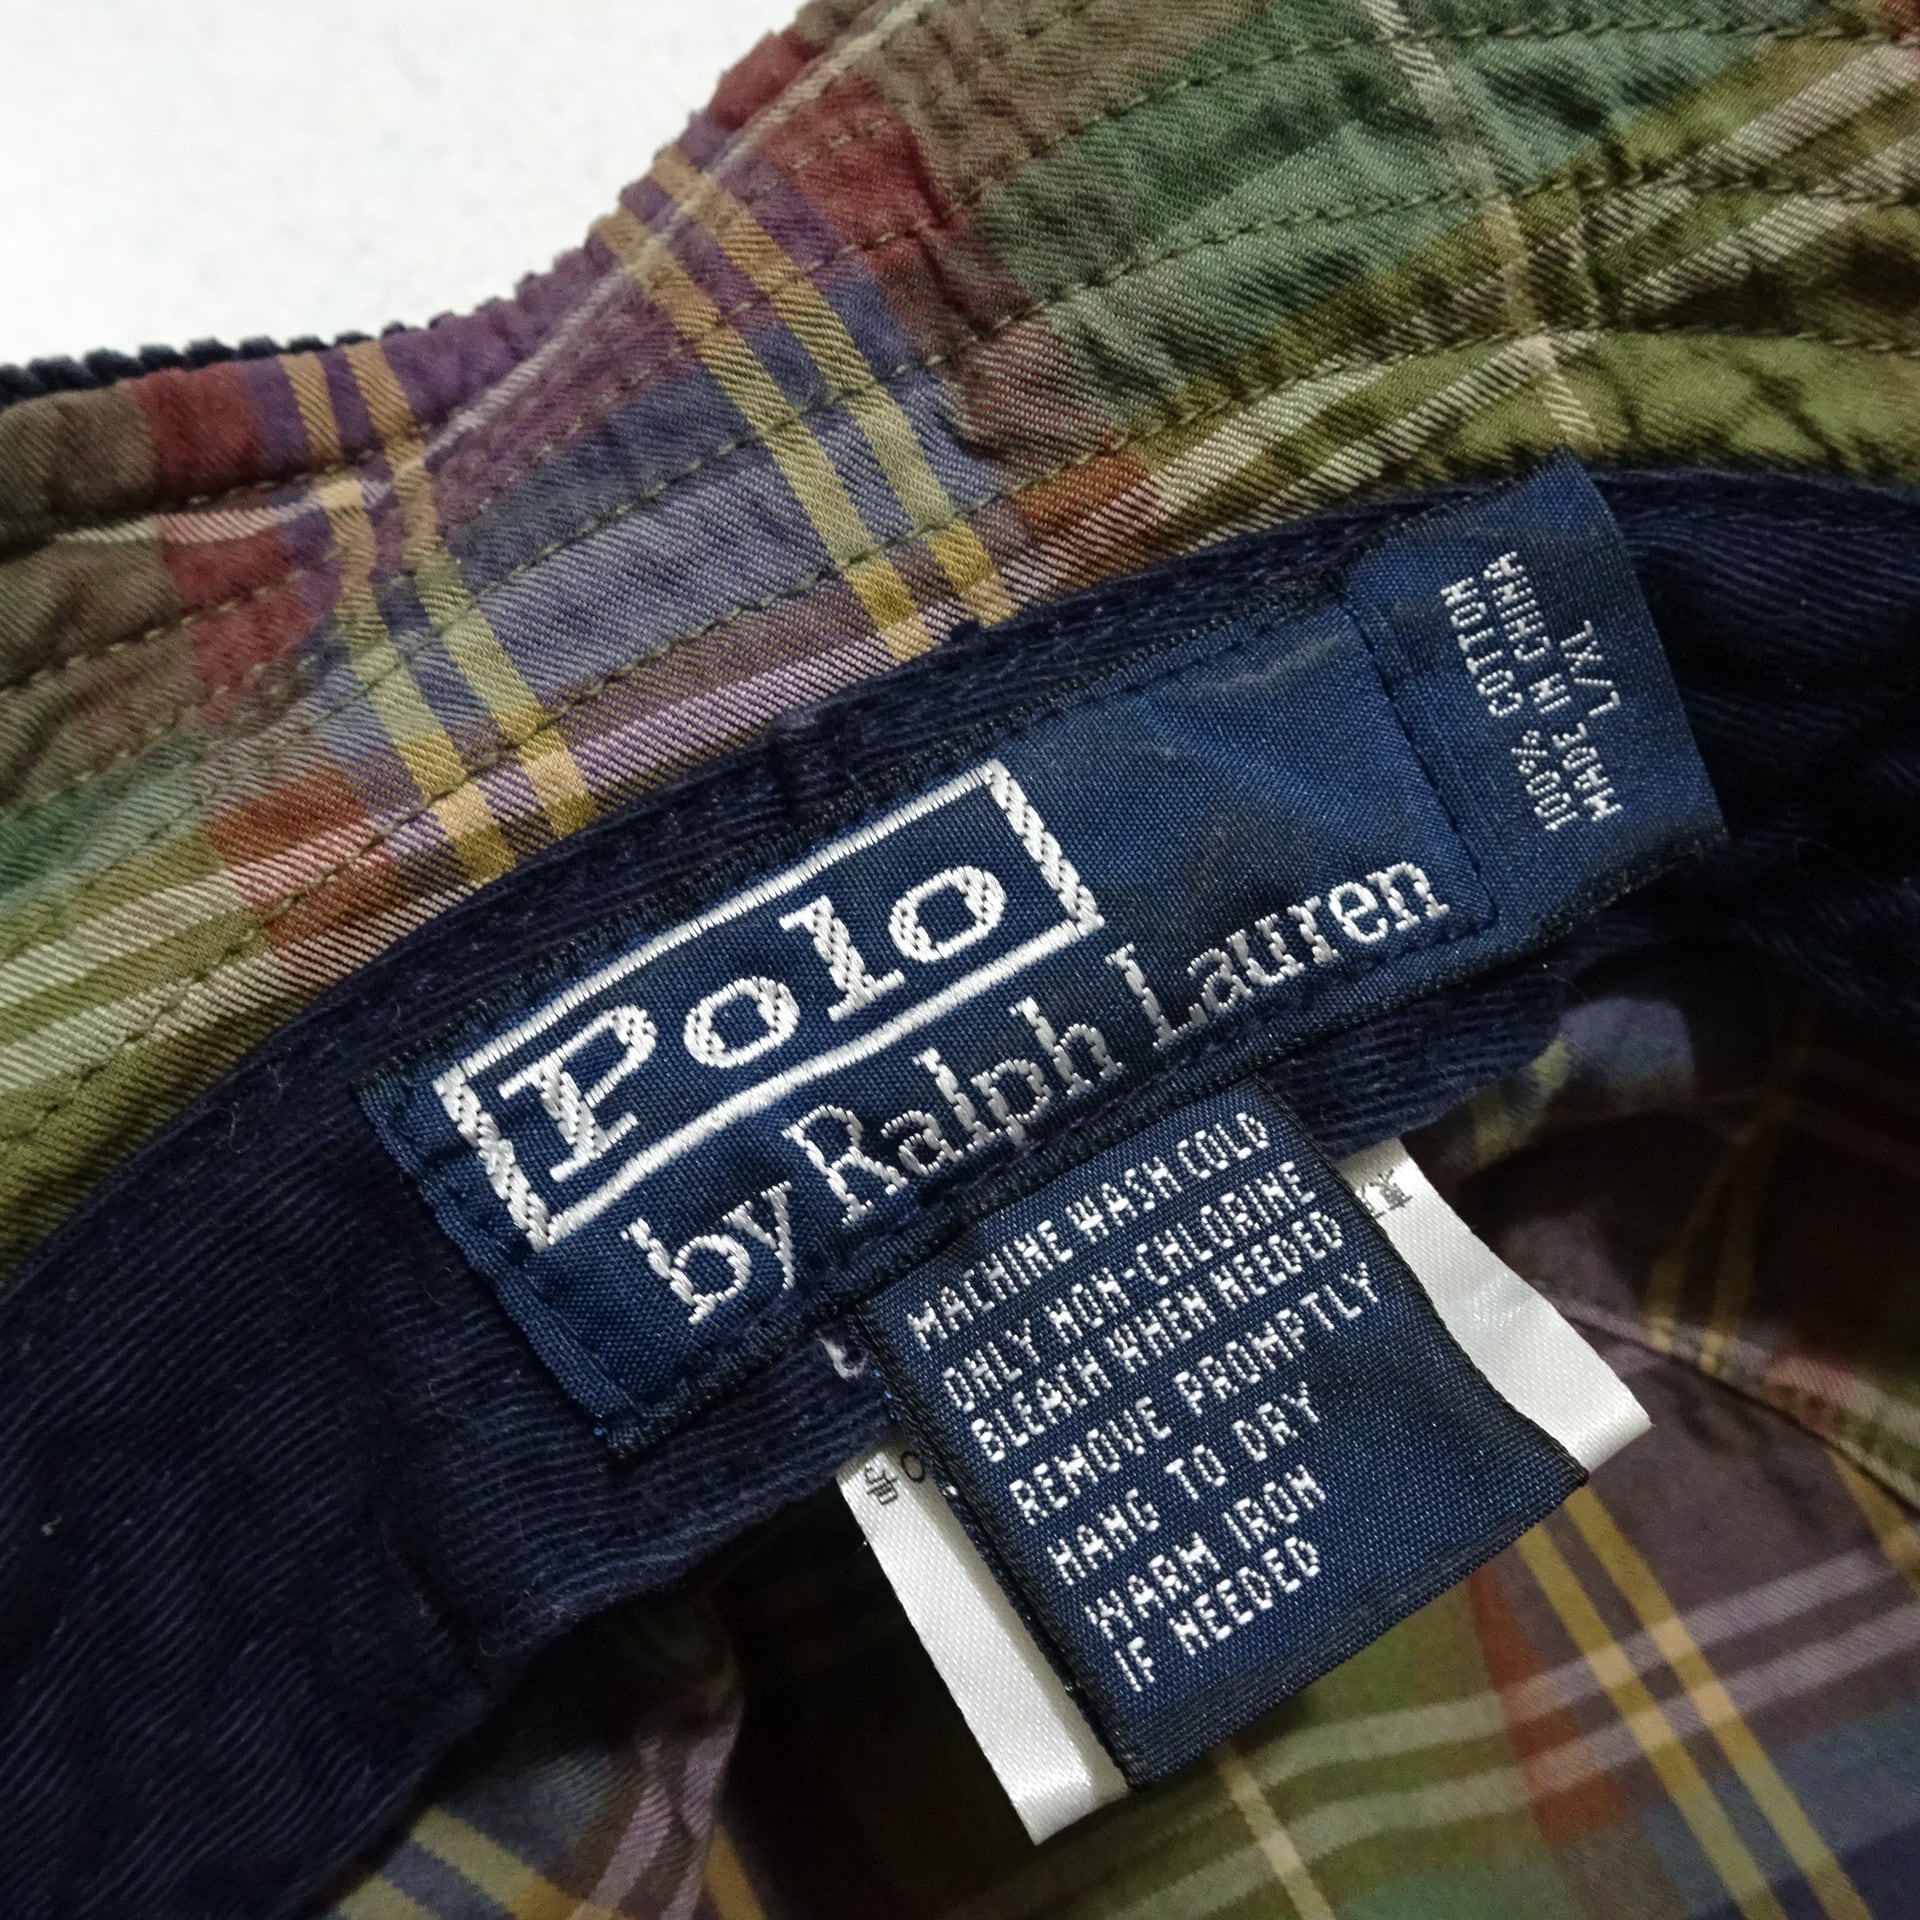 Polo
by Ralph Lauren
100% COTTON
MADE IN CHINA
L/XL
MACHINE WASH COLD
ONLY NON-CHLORINE
BLEACH WHEN NEEDED
REMOVE PROMPTLY
HANG TO DRY
WARM IRON
IF NEEDED